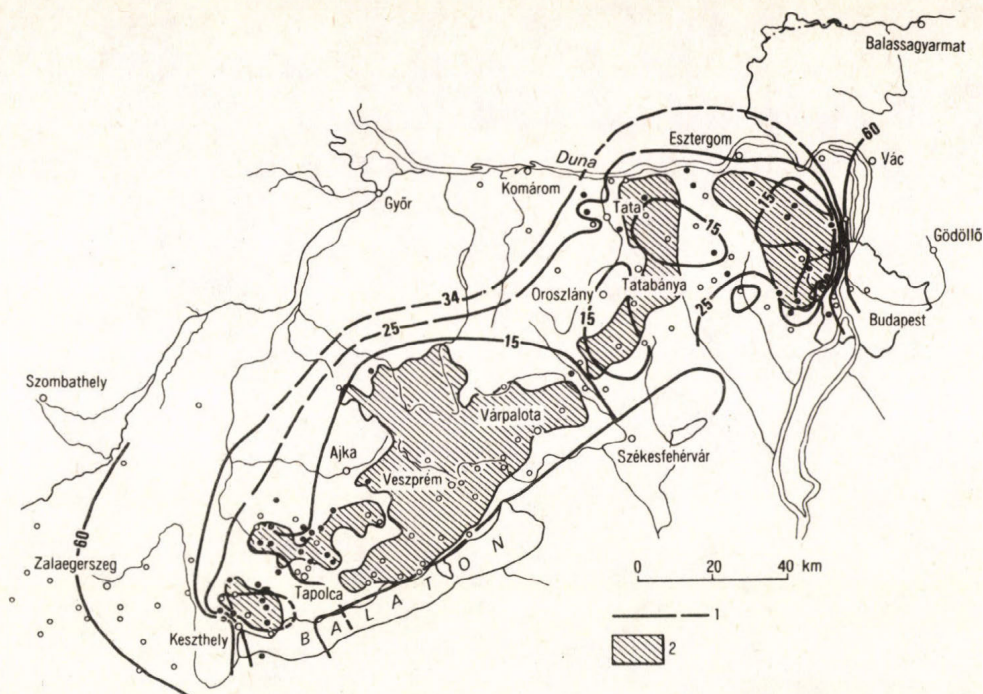 Balassagyarmat
60
Esztergom
Vác
Duna
Komárom
Győr
Tata
15
15
Gödöllő
34
Oroszlány
Tatabánya
25
25
15
Budapest
15
Szombathely
Várpalota
Ajka
Székesfehérvár
Veszprém
60
Zalaegerszeg
0 20 40 km
Tapolca
BALATON
1
Keszthely
2